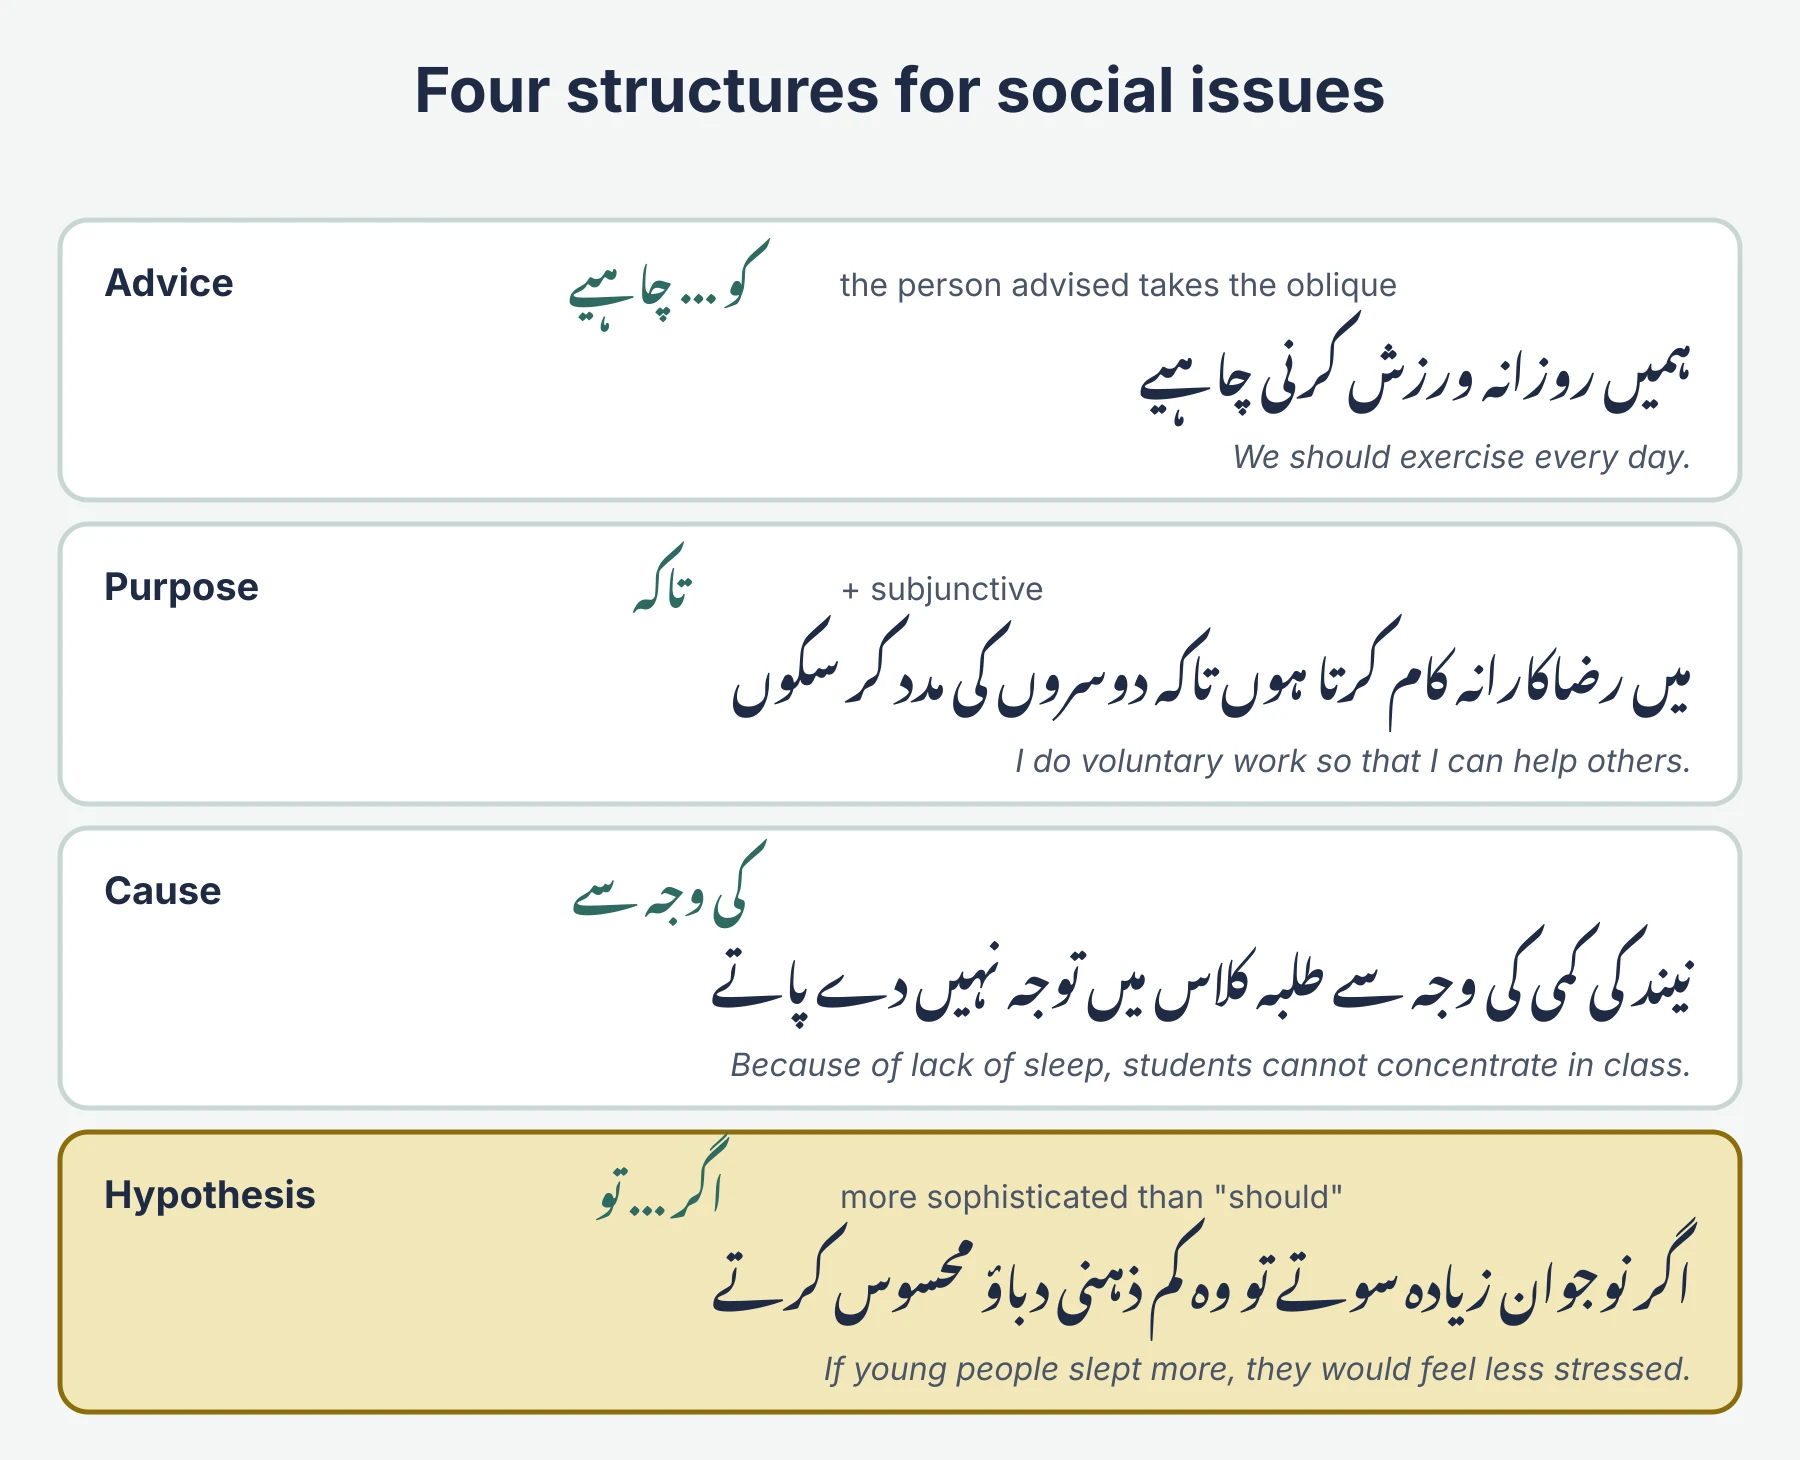 Four structures for social issues
Advice
کو ... چاہیے
the person advised takes the oblique
ہمیں روزانہ ورزش کرنی چاہیے
We should exercise every day.
Purpose
تاکہ
+ subjunctive
میں رضاکارانہ کام کرتا ہوں تاکہ دوسروں کی مدد کر سکوں
I do voluntary work so that I can help others.
Cause
کی وجہ سے
نیند کی کمی کی وجہ سے طلبہ کلاس میں توجہ نہیں دے پاتے
Because of lack of sleep, students cannot concentrate in class.
Hypothesis
اگر ... تو
more sophisticated than "should"
اگر نوجوان زیادہ سوتے تو وہ کم ذہنی دباؤ محسوس کرتے
If young people slept more, they would feel less stressed.